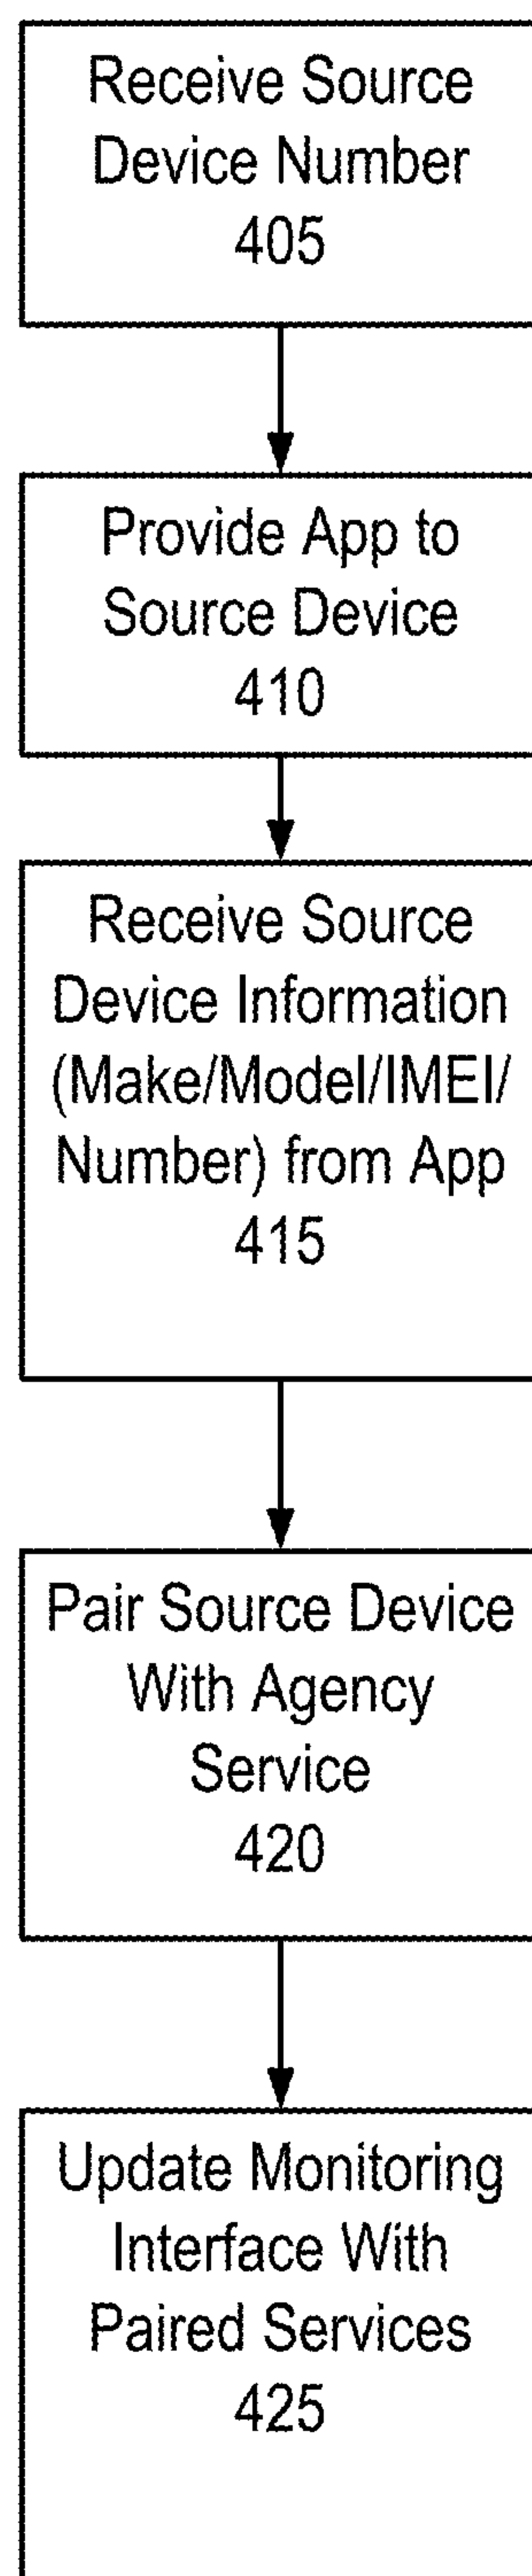 Receive Source
Device Number
405
Provide App to
Source Device
410
Receive Source
Device Information
(Make/Model/IMEI/
Number) from App
415
Pair Source Device
With Agency
Service
420
Update Monitoring
Interface With
Paired Services
425